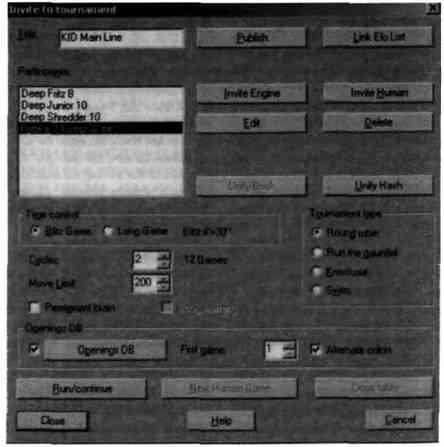 Invite to tournament
Title: KID Main Line
Publish
Link Elo List
Participants:
Deep Fritz 8
Deep Junior 10
Deep Shredder 10
Invite Engine
Invite Human
Edit
Delete
Unify Book
Unify Hash
Time control
Blitz Game
Long Game
Blitz 4'+30"
Cycles: 2
12 Games
Move Limit 200
Permanent brain
Tournament type
Round robin
Run the gauntlet
Knockout
Swiss
Openings DB
Openings DB
First game: 1
Alternate colors
Run/continue
New Human Game
Cross table
Close
Help
Cancel